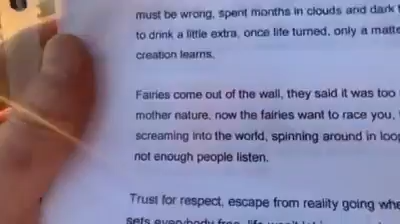 must be wrong, spent months in clouds and dark
to drink a little extra, once life turned, only a matte
creation learns.
Fairies come out of the wall, they said it was too
mother nature, now the fairies want to race you,
screaming into the world, spinning around in loop
not enough people listen.
Trust for respect, escape from reality going whe
sets everybody free, life